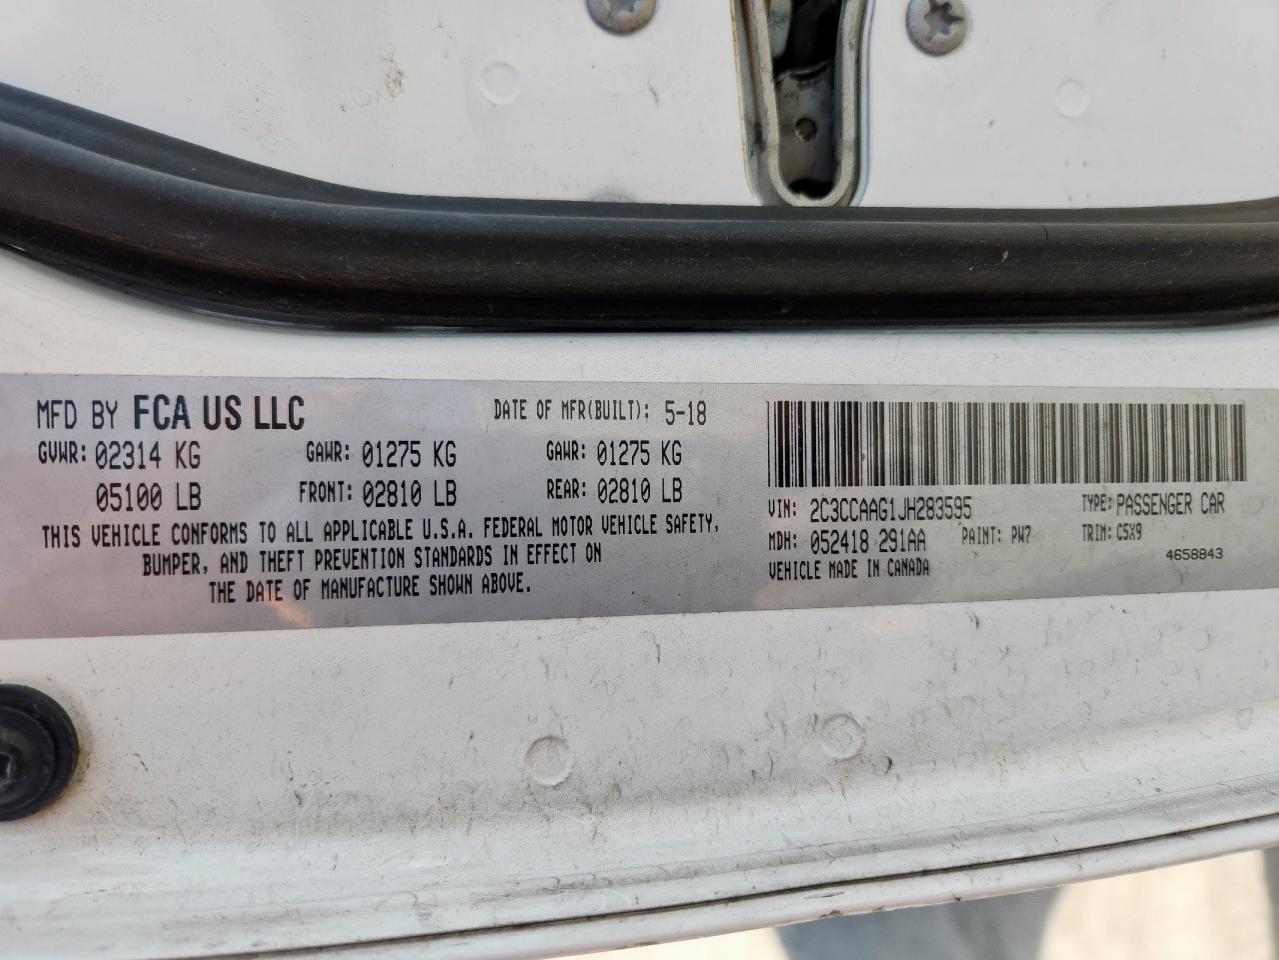 MFD BY FCA US LLC DATE OF MFR(BUILT): 5-18
GVWR: 02314 KG GAWR: 01275 KG GAWR: 01275 KG
05100 LB FRONT: 02810 LB REAR: 02810 LB
THIS VEHICLE CONFORMS TO ALL APPLICABLE U.S.A. FEDERAL MOTOR VEHICLE SAFETY,
BUMPER, AND THEFT PREVENTION STANDARDS IN EFFECT ON
THE DATE OF MANUFACTURE SHOWN ABOVE.
VIN: 2C3CCAAG1JH283595 TYPE: PASSENGER CAR
MDH: 052418 291AA PAINT: PW7 TRIM: C5X9
VEHICLE MADE IN CANADA 4658843